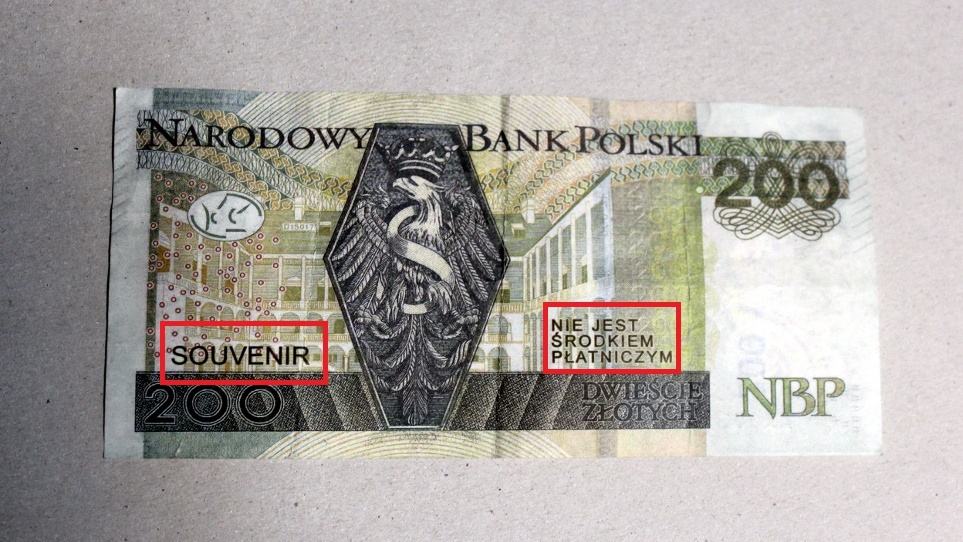 NARODOWY BANK POLSKI
200
SOUVENIR
NIE JEST
ŚRODKIEM
PŁATNICZYM
200
DWIEŚCIE
ZŁOTYCH
NBP